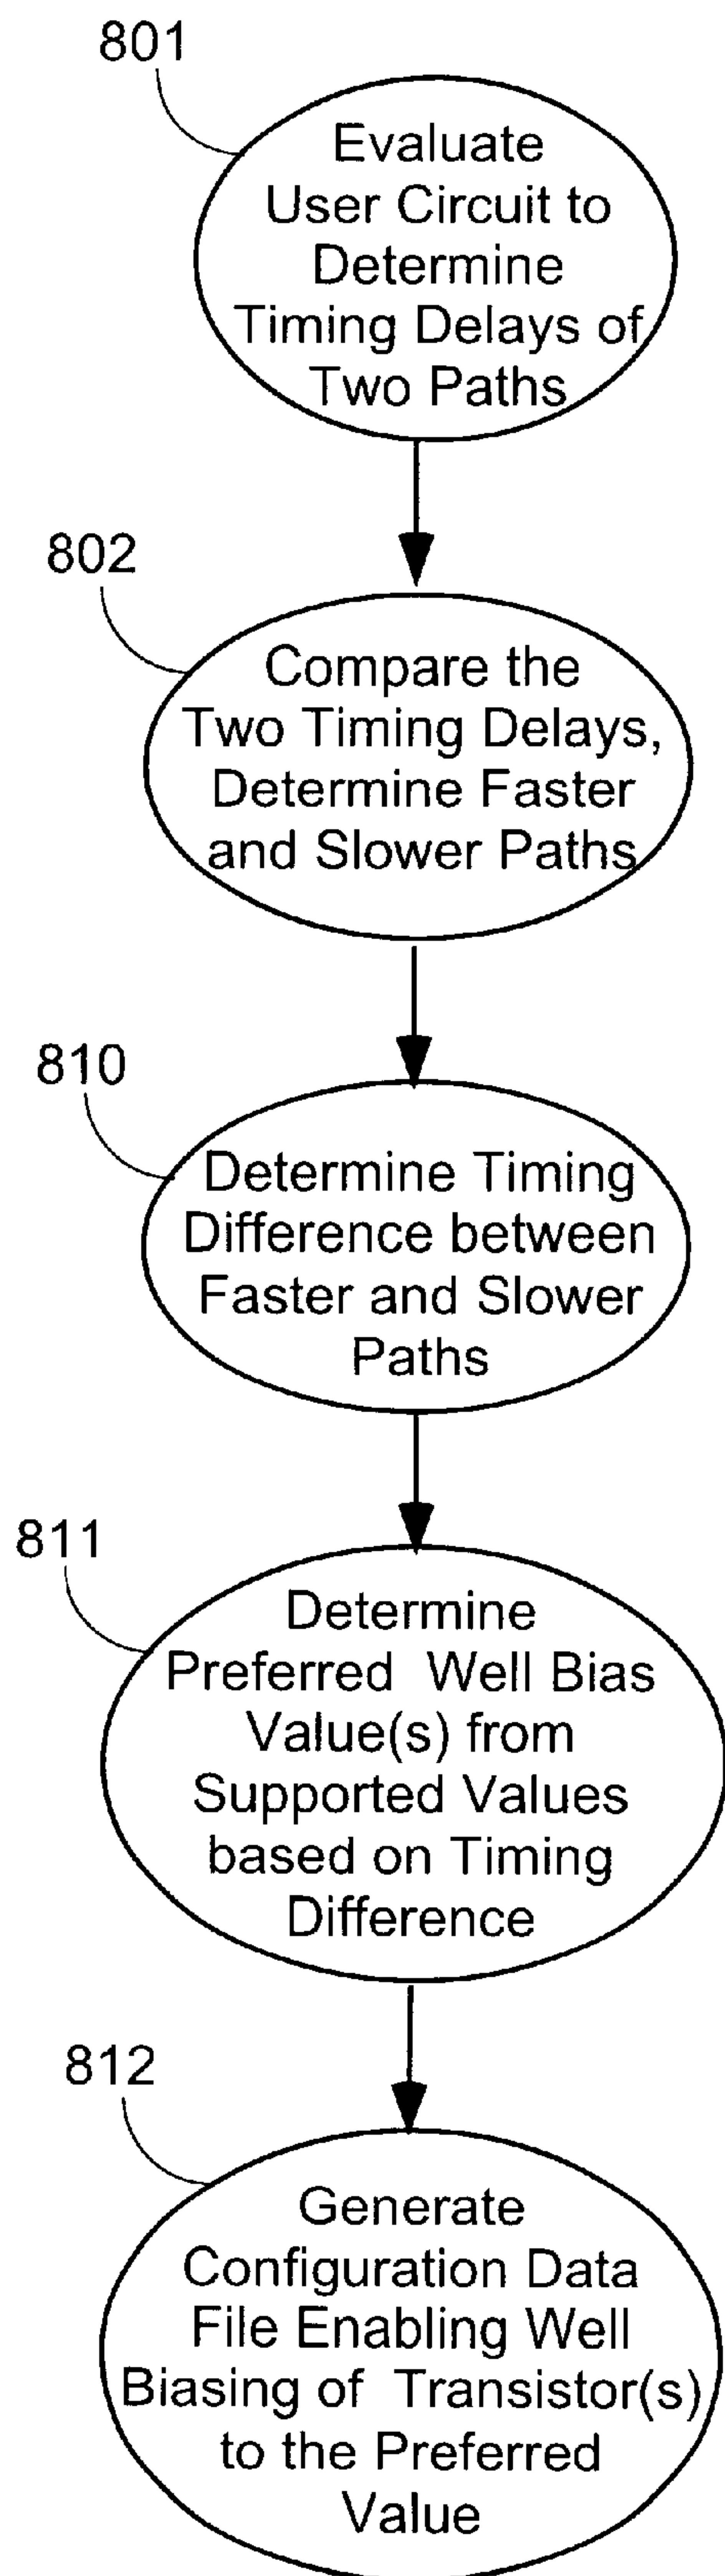 801
Evaluate
User Circuit to
Determine
Timing Delays of
Two Paths
802
Compare the
Two Timing Delays,
Determine Faster
and Slower Paths
810
Determine Timing
Difference between
Faster and Slower
Paths
811
Determine
Preferred Well Bias
Value(s) from
Supported Values
based on Timing
Difference
812
Generate
Configuration Data
File Enabling Well
Biasing of Transistor(s)
to the Preferred
Value